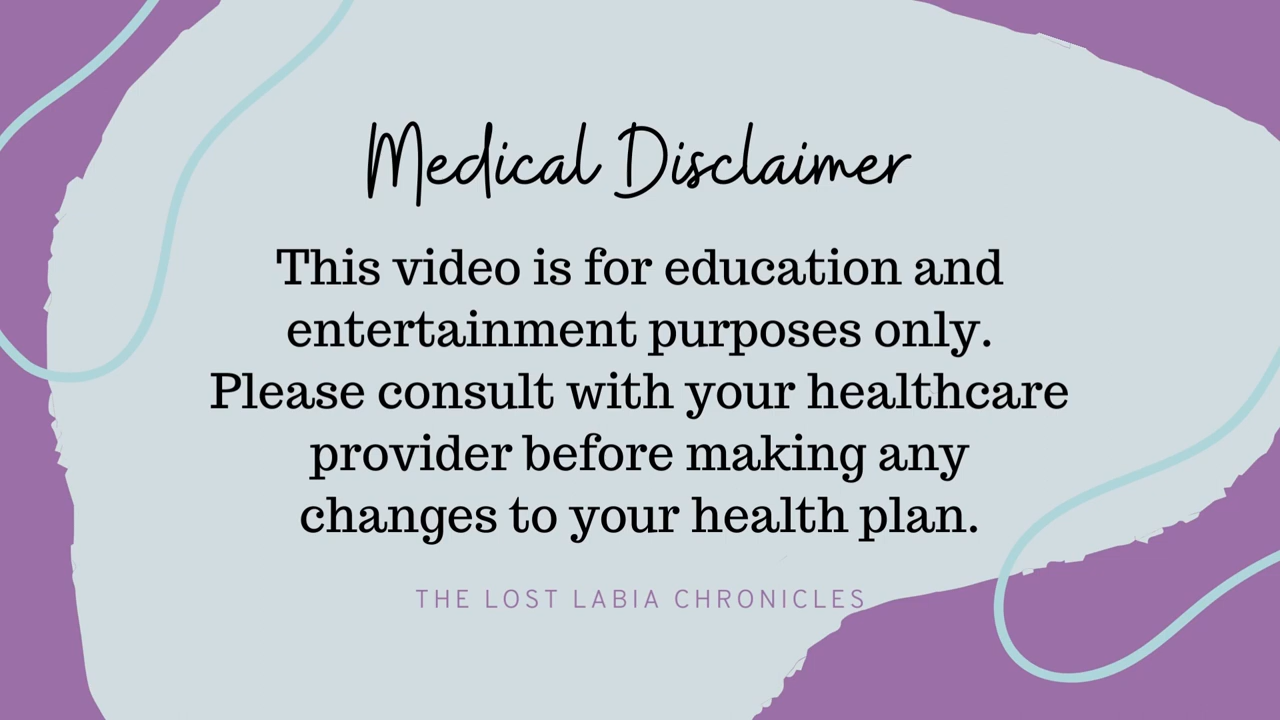 Medical Disclaimer
This video is for education and
entertainment purposes only.
Please consult with your healthcare
provider before making any
changes to your health plan.
THE LOST LABIA CHRONICLES